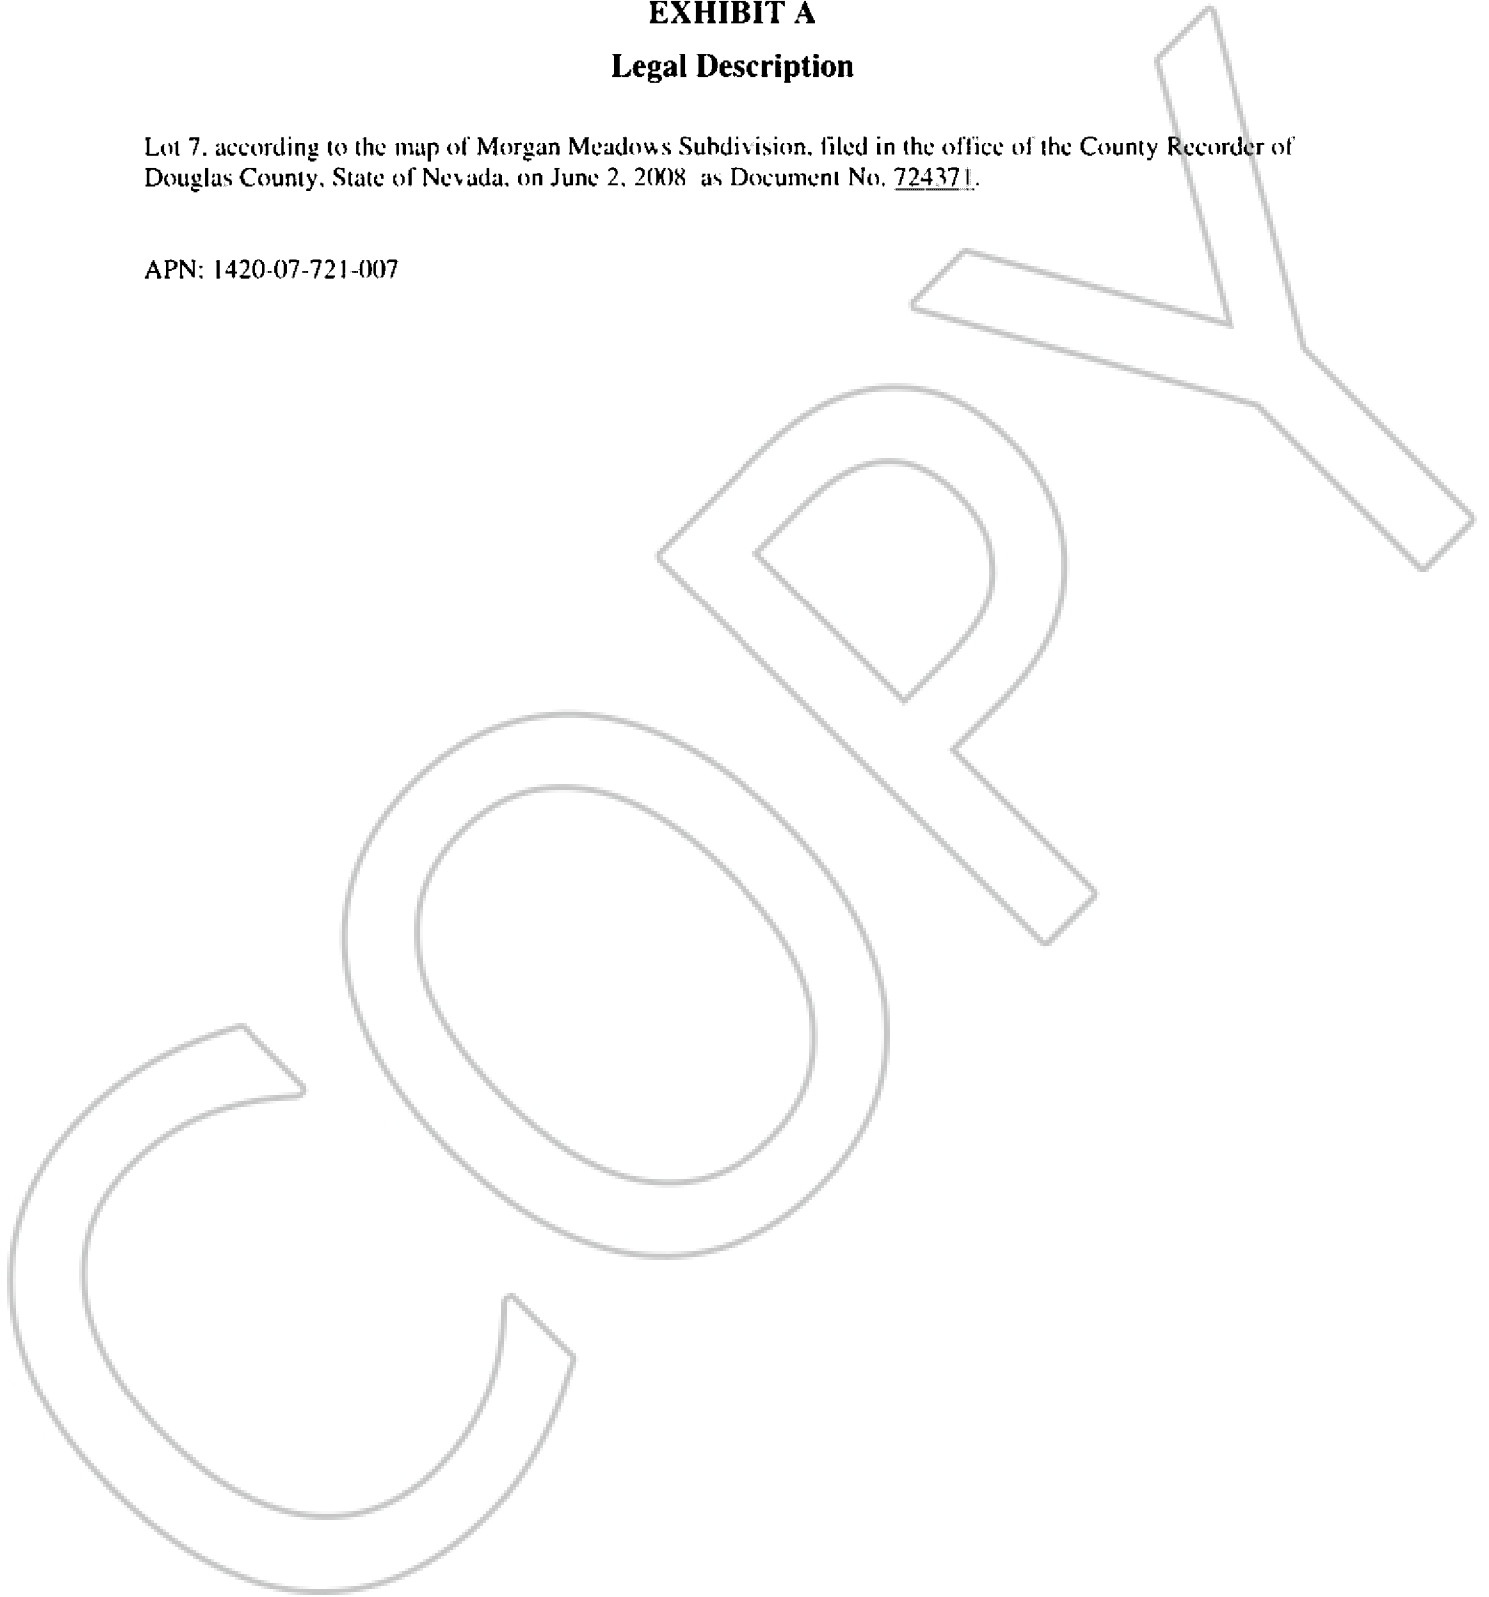 EXHIBIT A
Legal Description
Lot 7, according to the map of Morgan Meadows Subdivision, filed in the office of the County Recorder of
Douglas County, State of Nevada, on June 2, 2008 as Document No. 724371.
APN: 1420-07-721-007
COPY